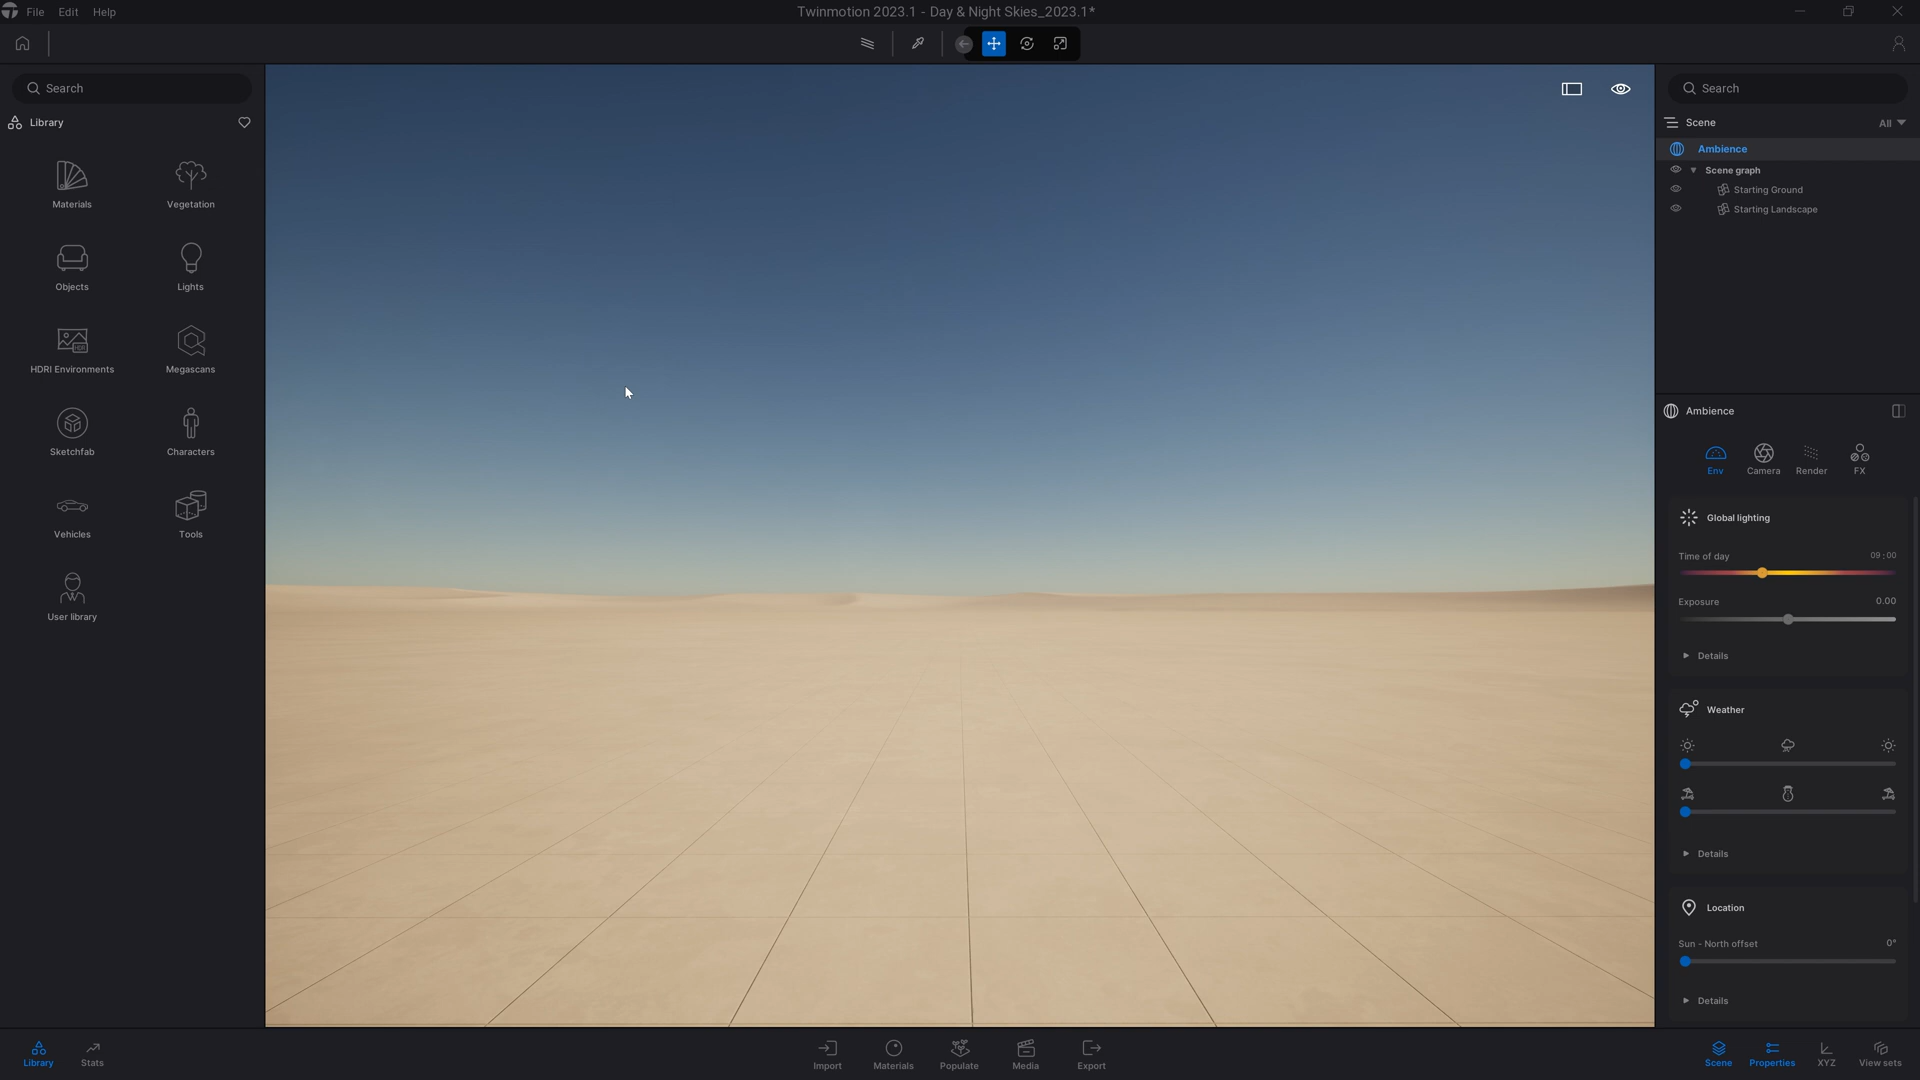 File Edit Help
Twinmotion 2023.1 - Day & Night Skies_2023.1*
Search
Library
Materials
Vegetation
Objects
Lights
HDRI Environments
HDRI
Megascans
Sketchfab
Characters
Vehicles
Tools
User library
Search
Scene
All
Ambience
Scene graph
Starting Ground
Starting Landscape
Ambience
Env Camera Render FX
Global lighting
Time of day 09:00
Exposure 0.00
Details
Weather
Details
Location
Sun - North offset 0°
Details
Library Stats
Import Materials Populate Media Export
Scene Properties XYZ View sets